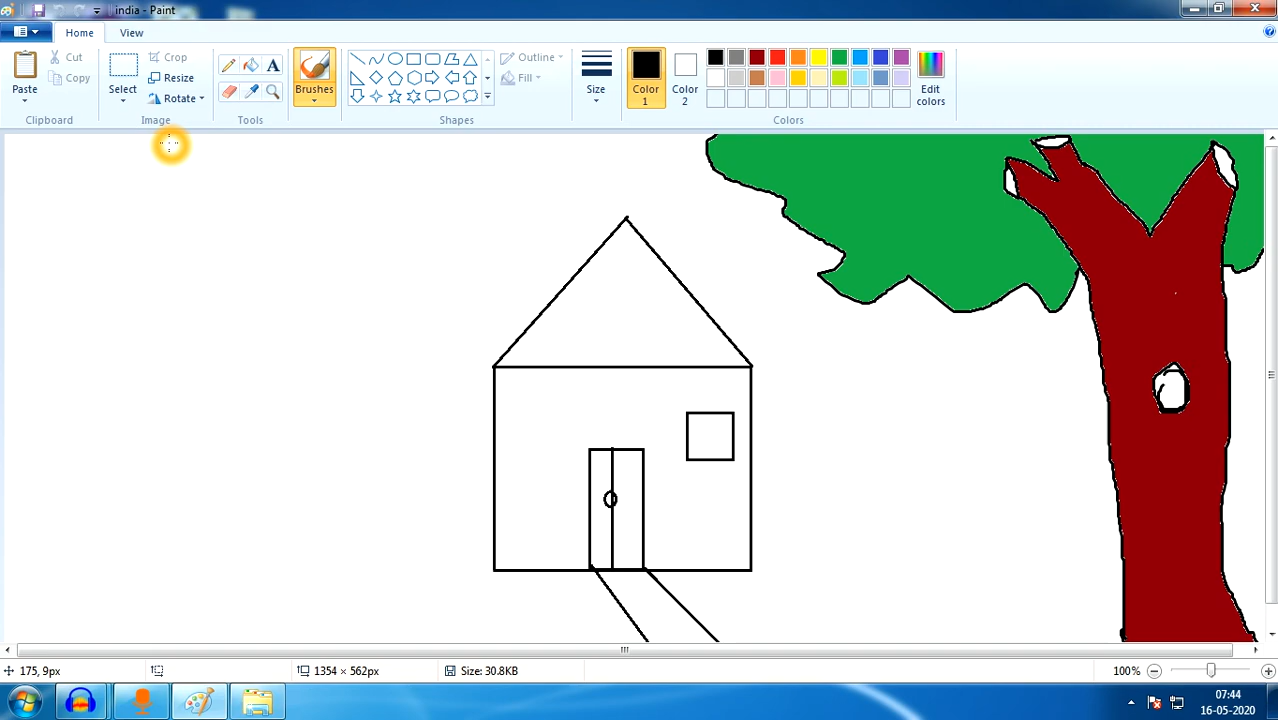 india - Paint
Home
View
Paste
Cut
Copy
Clipboard
Select
Crop
Resize
Rotate
Image
A
Tools
Brushes
Outline
Fill
Shapes
Size
Color 1
Color 2
Edit colors
Colors
175, 9px
1354 × 562px
Size: 30.8KB
100%
07:44
16-05-2020